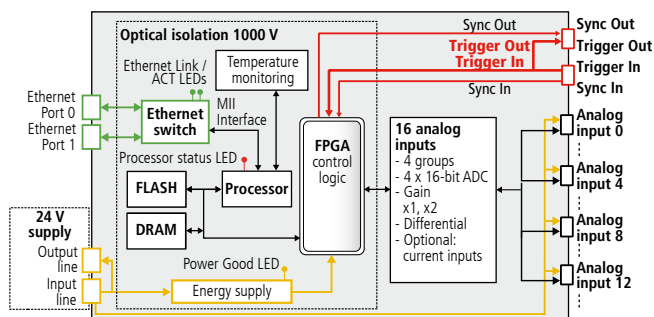 Optical isolation 1000 V
Sync Out
Sync Out
Trigger Out
Trigger Out
Trigger In
Trigger In
Sync In
Sync In
Ethernet Link /
ACT LEDs
Temperature
monitoring
Ethernet
Port 0
Ethernet
Port 1
Ethernet
switch
MII
Interface
Processor status LED
FLASH
Processor
DRAM
FPGA
control
logic
16 analog
inputs
- 4 groups
- 4 x 16-bit ADC
- Gain
x1, x2
- Differential
- Optional:
current inputs
Analog
input 0
Analog
input 4
Analog
input 8
Analog
input 12
24 V
supply
Output
line
Input
line
Power Good LED
Energy supply